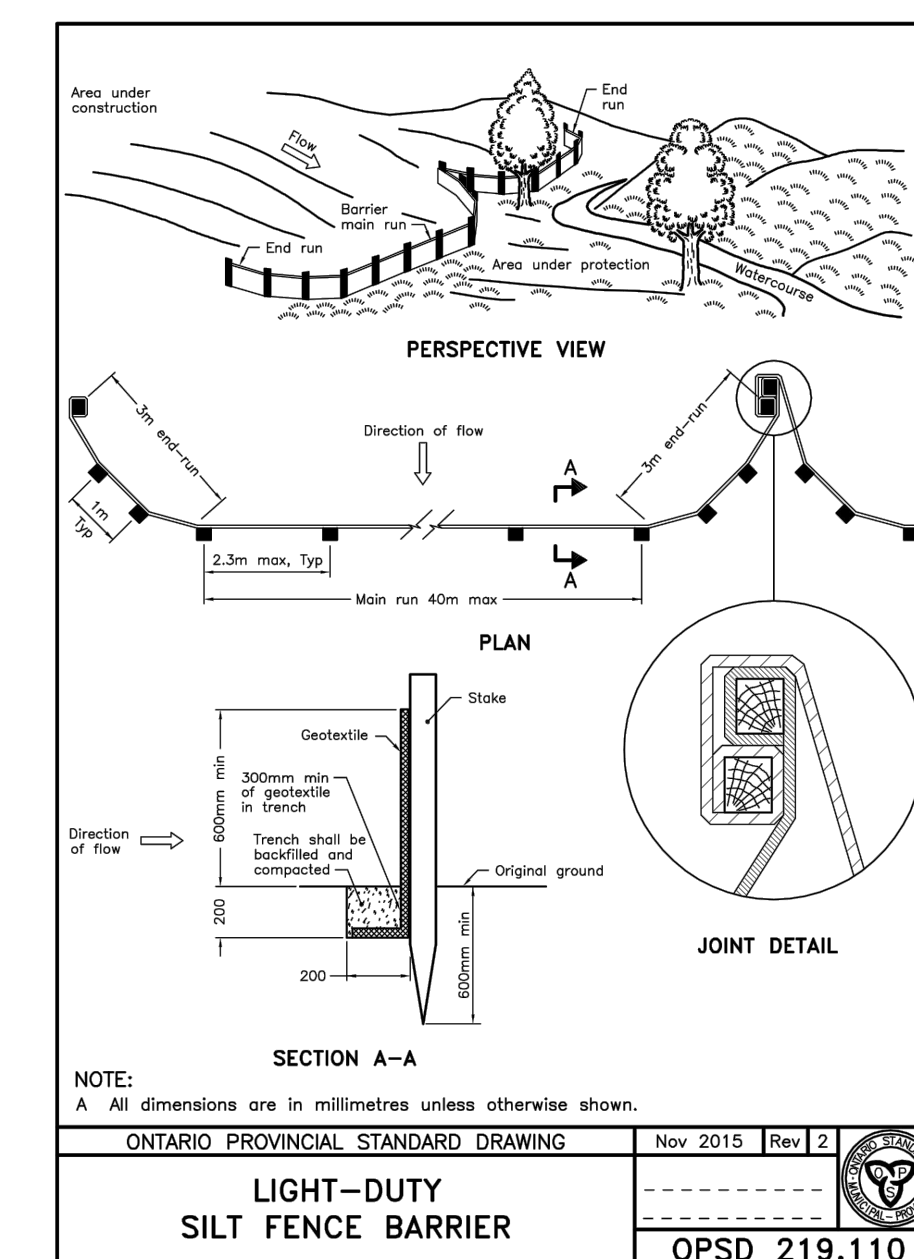 Area under
construction
Flow
End
run
Barrier
main run
End run
Area under protection
Watercourse
PERSPECTIVE VIEW
3m end-run
Direction of flow
3m end-run
A
1m
Typ
2.3m max, Typ
A
Main run 40m max
PLAN
Stake
Geotextile
600mm min
300mm min
of geotextile
in trench
Direction
of flow
Trench shall be
backfilled and
compacted
Original ground
200
600mm min
200
JOINT DETAIL
SECTION A-A
NOTE:
A All dimensions are in millimetres unless otherwise shown.
ONTARIO PROVINCIAL STANDARD DRAWING
Nov 2015 Rev 2
LIGHT-DUTY
SILT FENCE BARRIER
ONTARIO
MUNICIPAL
O P
S
OPSD 219.110